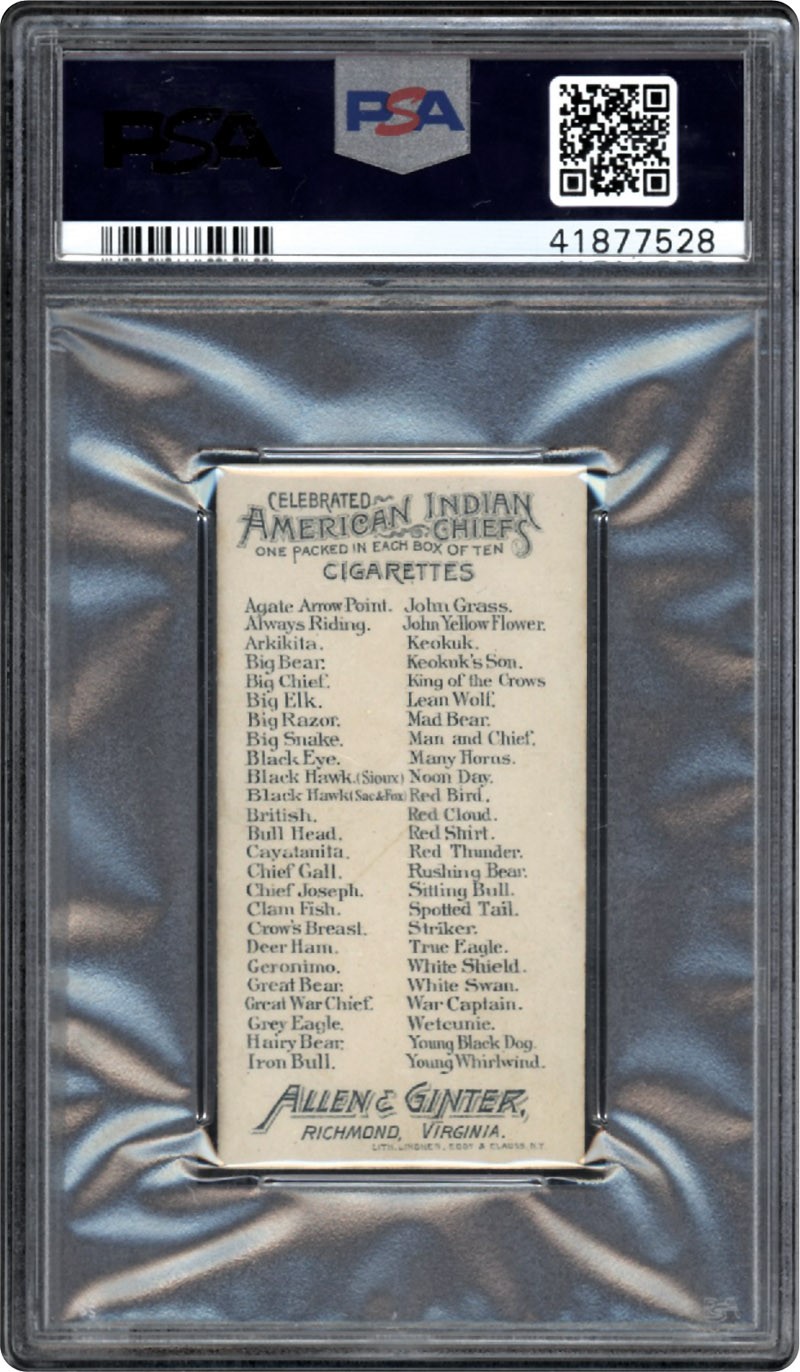 PSA
PSA
41877528
CELEBRATED
AMERICAN INDIAN
CHIEFS
ONE PACKED IN EACH BOX OF TEN
CIGARETTES
Agate Arrow Point. John Grass.
Always Riding. John Yellow Flower.
Arkikita. Keokuk.
Big Bear. Keokuk's Son.
Big Chief. King of the Crows
Big Elk. Lean Wolf.
Big Razor. Mad Bear.
Big Snake. Man and Chief.
Black Eye. Many Horns.
Black Hawk.(Sioux) Noon Day.
Black Hawk(Sac&Fox) Red Bird.
British. Red Cloud.
Bull Head. Red Shirt.
Cayatanita. Red Thunder.
Chief Gall. Rushing Bear.
Chief Joseph. Sitting Bull.
Clam Fish. Spotted Tail.
Crow's Breast. Striker.
Deer Ham. True Eagle.
Geronimo. White Shield.
Great Bear. White Swan.
Great War Chief. War Captain.
Grey Eagle. Wetcunie.
Hairy Bear. Young Black Dog.
Iron Bull. Young Whirlwind.
ALLEN & GINTER,
RICHMOND, VIRGINIA.
LITH. LINDNER, EDDY & CLAUSS, N.Y.